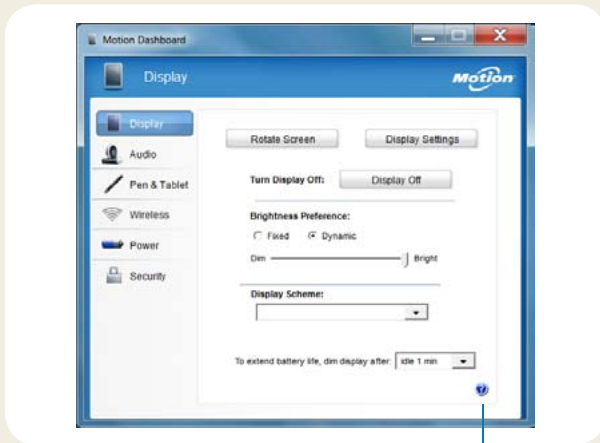 Motion Dashboard
Display
Motion
Display
Audio
Pen & Tablet
Wireless
Power
Security
Rotate Screen Display Settings
Turn Display Off: Display Off
Brightness Preference:
Fixed Dynamic
Dim Bright
Display Scheme:
To extend battery life, dim display after: idle 1 min
?